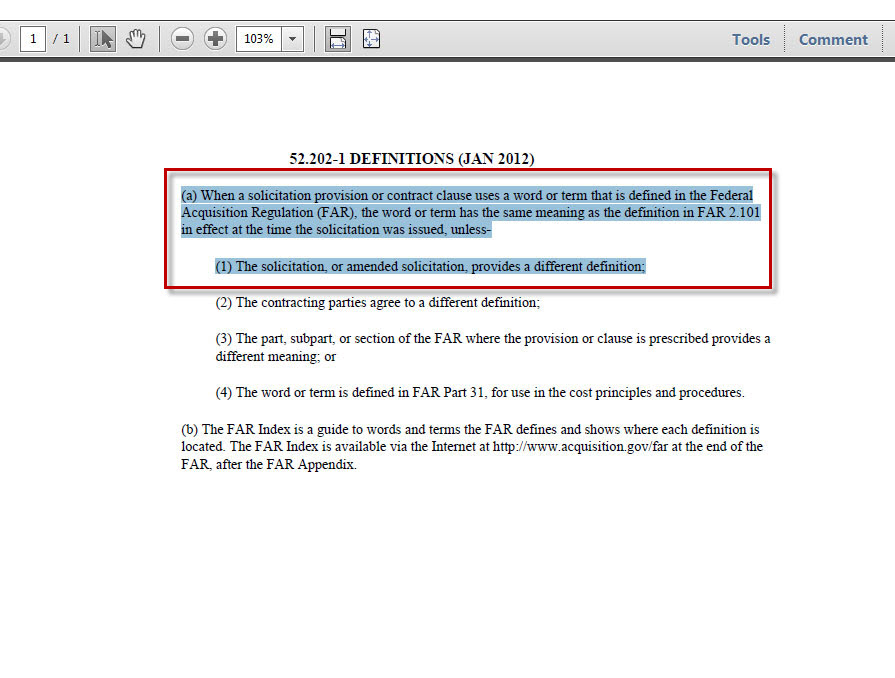 1 / 1 103% Tools Comment
52.202-1 DEFINITIONS (JAN 2012)
(a) When a solicitation provision or contract clause uses a word or term that is defined in the Federal
Acquisition Regulation (FAR), the word or term has the same meaning as the definition in FAR 2.101
in effect at the time the solicitation was issued, unless-
(1) The solicitation, or amended solicitation, provides a different definition;
(2) The contracting parties agree to a different definition;
(3) The part, subpart, or section of the FAR where the provision or clause is prescribed provides a
different meaning; or
(4) The word or term is defined in FAR Part 31, for use in the cost principles and procedures.
(b) The FAR Index is a guide to words and terms the FAR defines and shows where each definition is
located. The FAR Index is available via the Internet at http://www.acquisition.gov/far at the end of the
FAR, after the FAR Appendix.